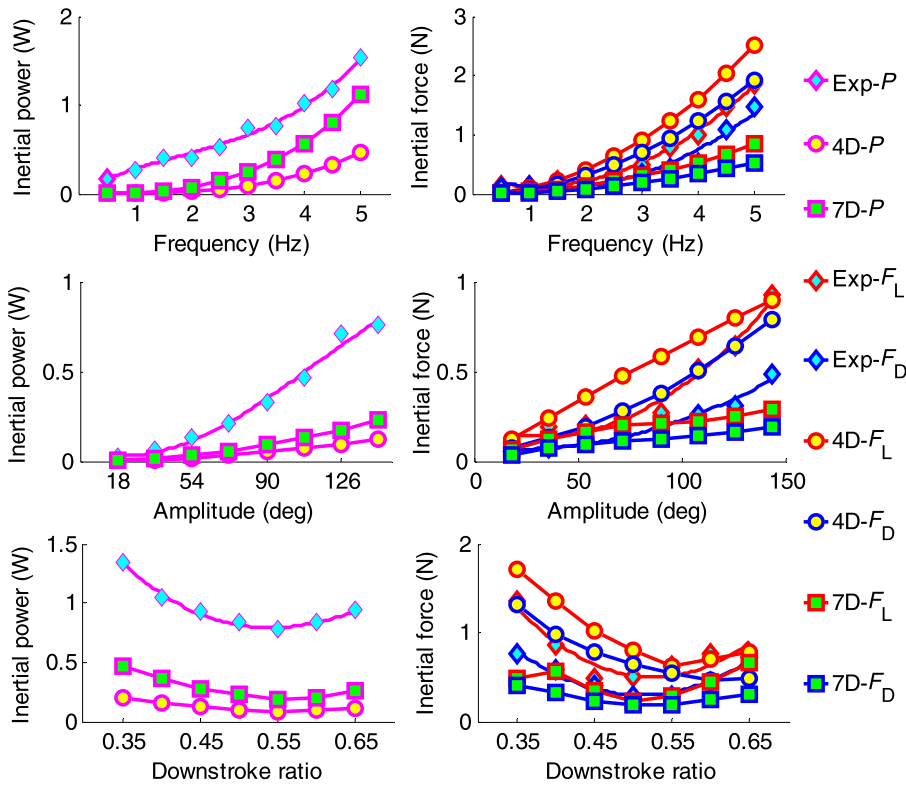 2
1
0
Inertial power (W)
1 2 3 4 5
Frequency (Hz)
3
2
1
0
Inertial force (N)
1 2 3 4 5
Frequency (Hz)
1
0.5
0
Inertial power (W)
18 54 90 126
Amplitude (deg)
1
0.5
0
Inertial force (N)
0 50 100 150
Amplitude (deg)
1.5
1
0.5
0
Inertial power (W)
0.35 0.45 0.55 0.65
Downstroke ratio
2
1
0
Inertial force (N)
0.35 0.45 0.55 0.65
Downstroke ratio
Exp-P
4D-P
7D-P
Exp-FL
Exp-FD
4D-FL
4D-FD
7D-FL
7D-FD